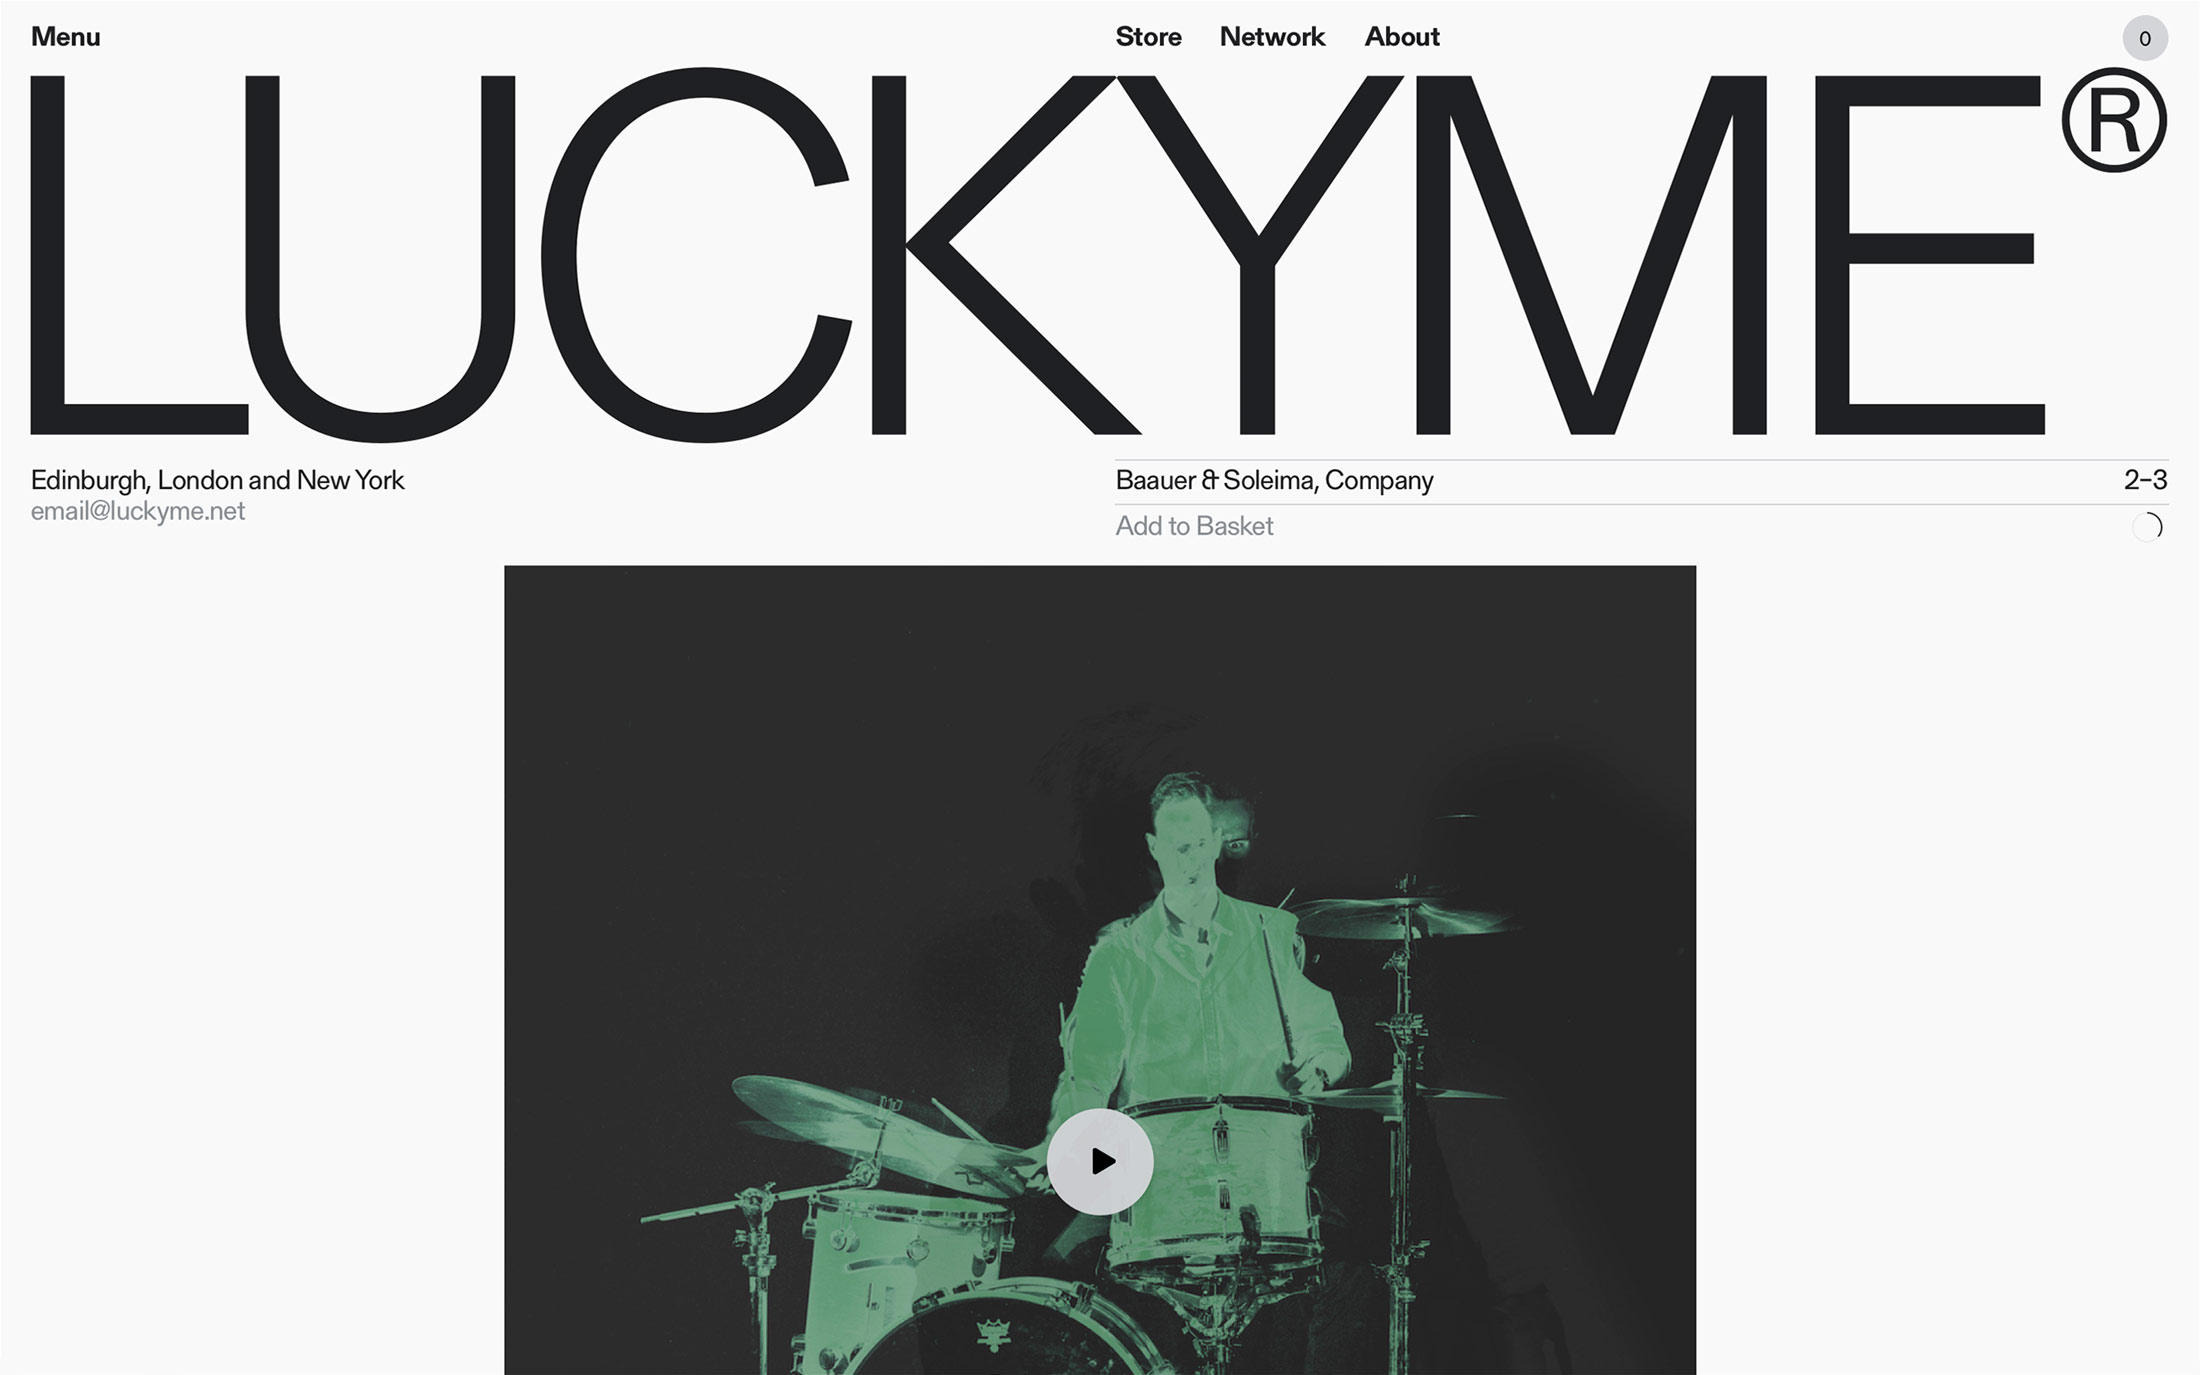 Menu
Store Network About
0
LUCKYME®
Edinburgh, London and New York
email@luckyme.net
Baauer & Soleima, Company
2–3
Add to Basket